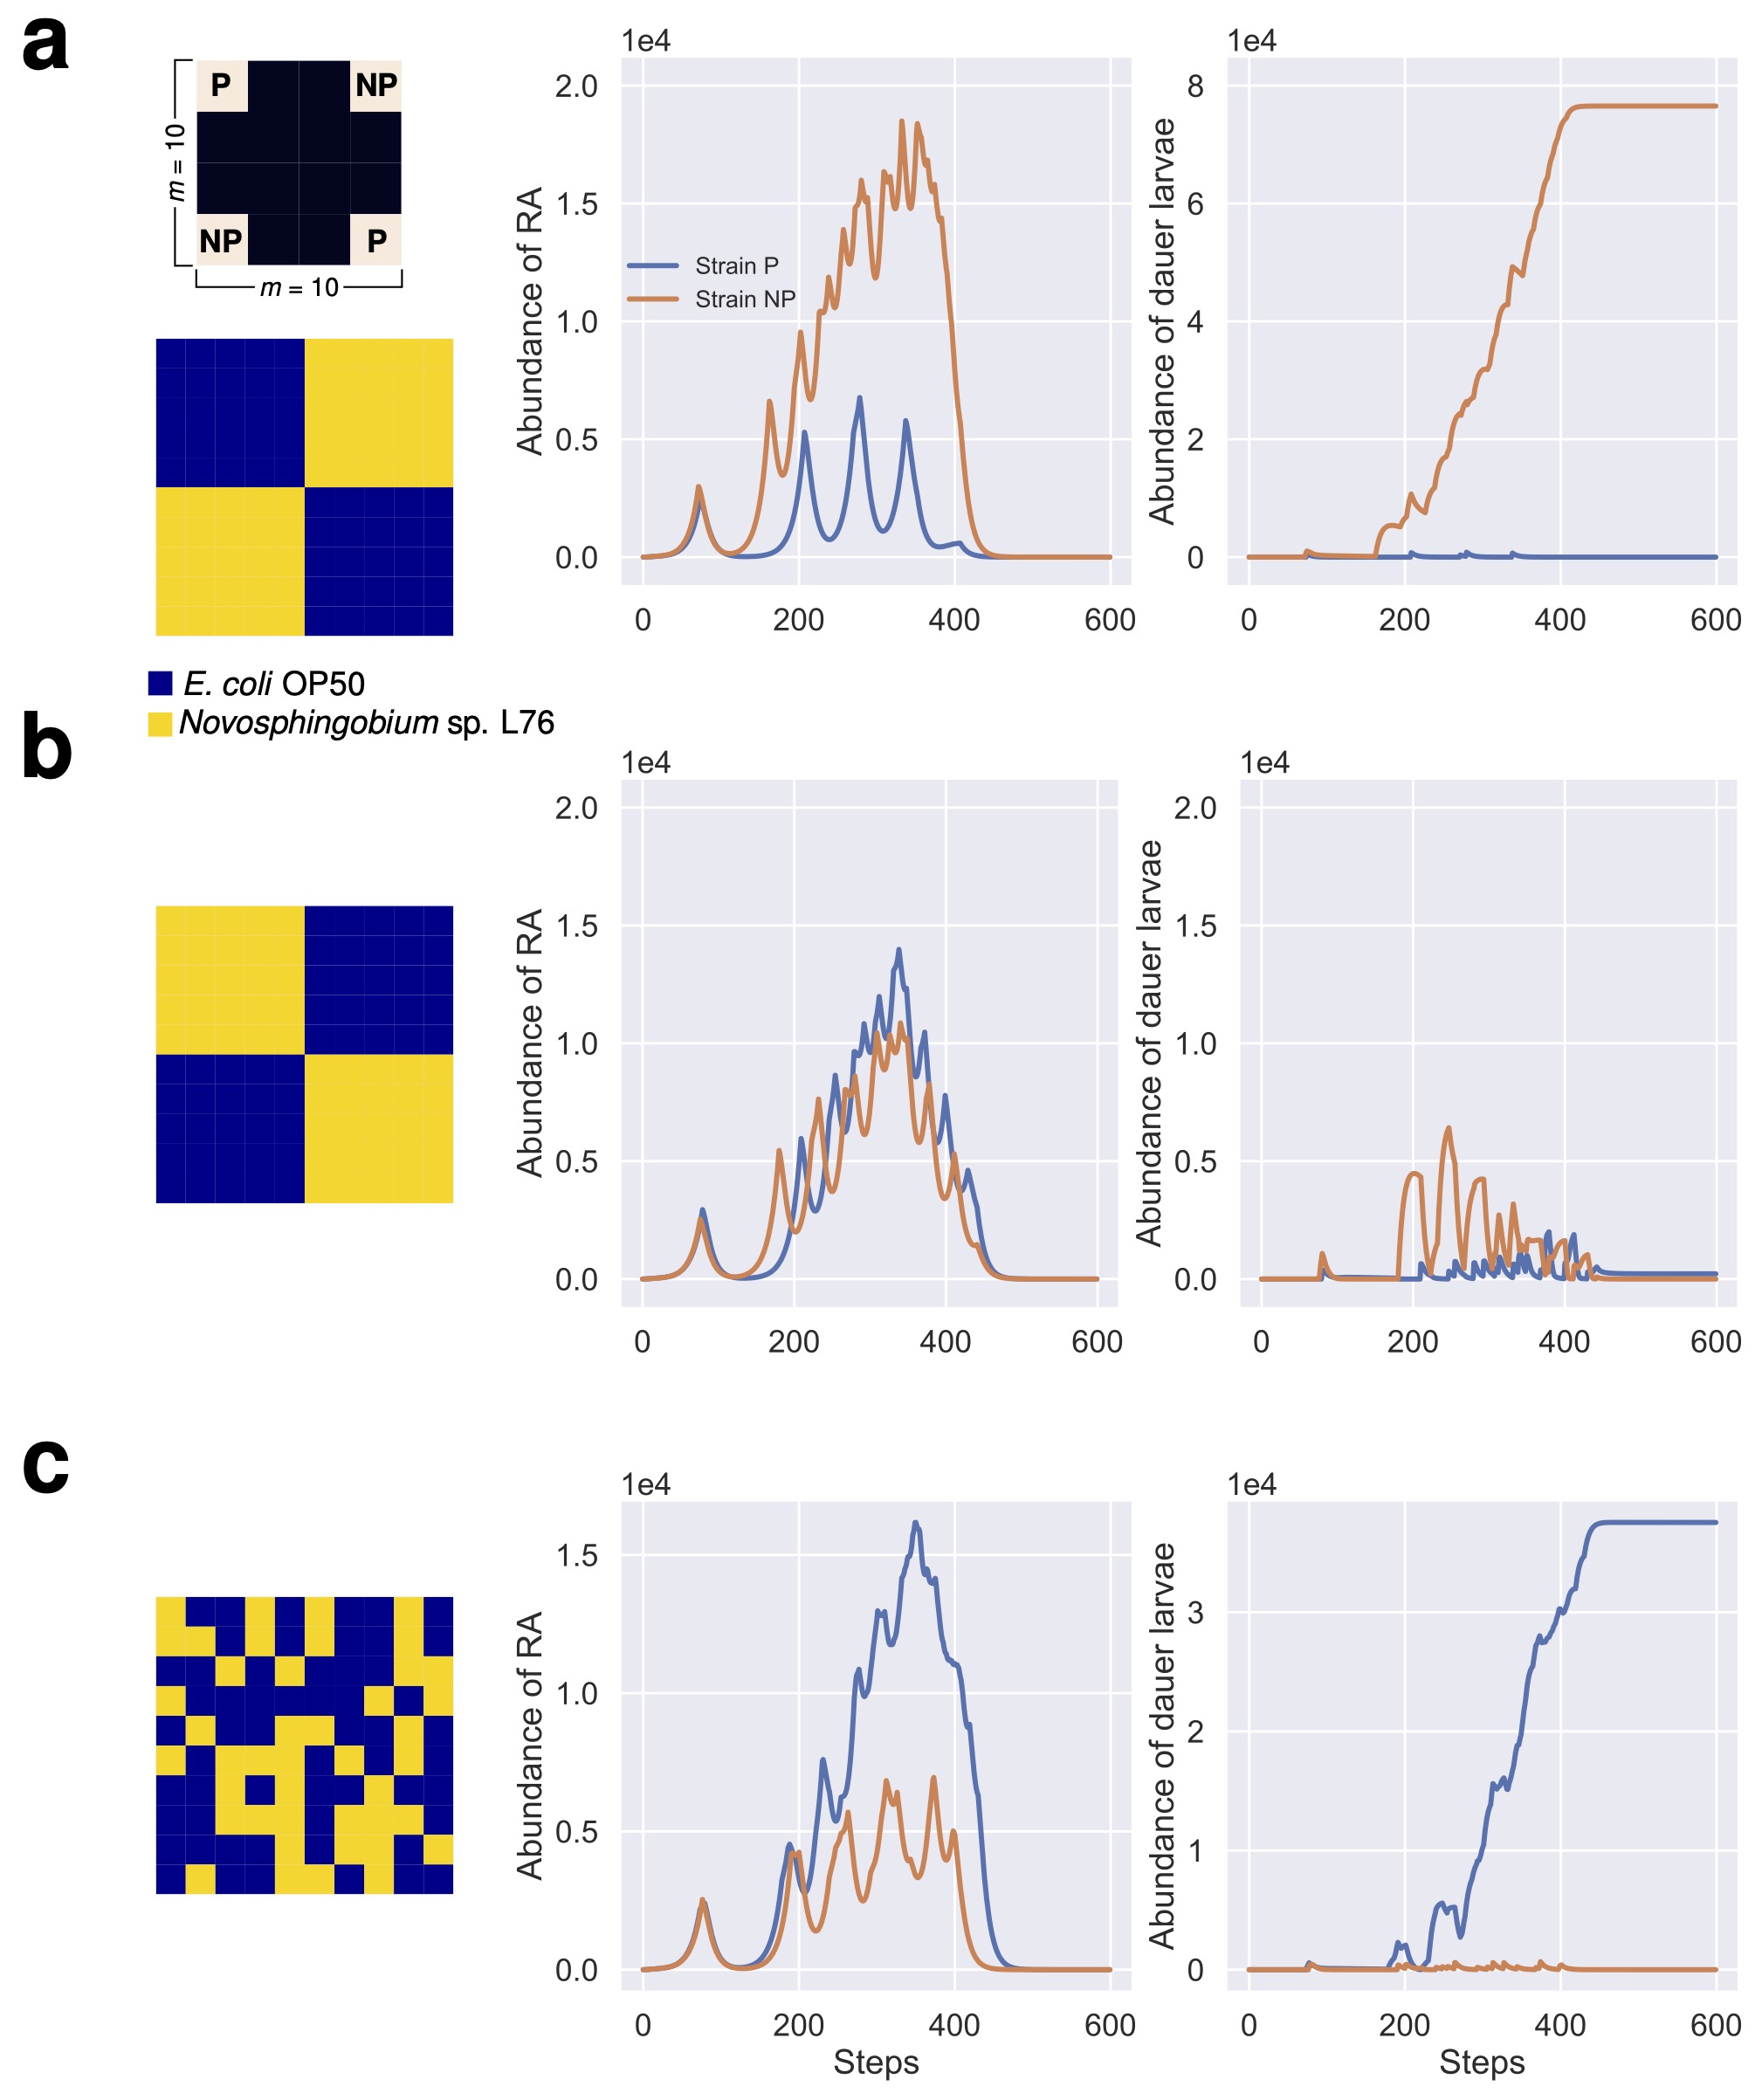 a
P NP
NP P
m = 10
m = 10
E. coli OP50
Novosphingobium sp. L76
1e4
Abundance of RA
2.0
1.5
1.0
0.5
0.0
0 200 400 600
Strain P
Strain NP
1e4
Abundance of dauer larvae
8
6
4
2
0
0 200 400 600
b
1e4
Abundance of RA
2.0
1.5
1.0
0.5
0.0
0 200 400 600
1e4
Abundance of dauer larvae
2.0
1.5
1.0
0.5
0.0
0 200 400 600
c
1e4
Abundance of RA
1.5
1.0
0.5
0.0
0 200 400 600
Steps
1e4
Abundance of dauer larvae
3
2
1
0
0 200 400 600
Steps